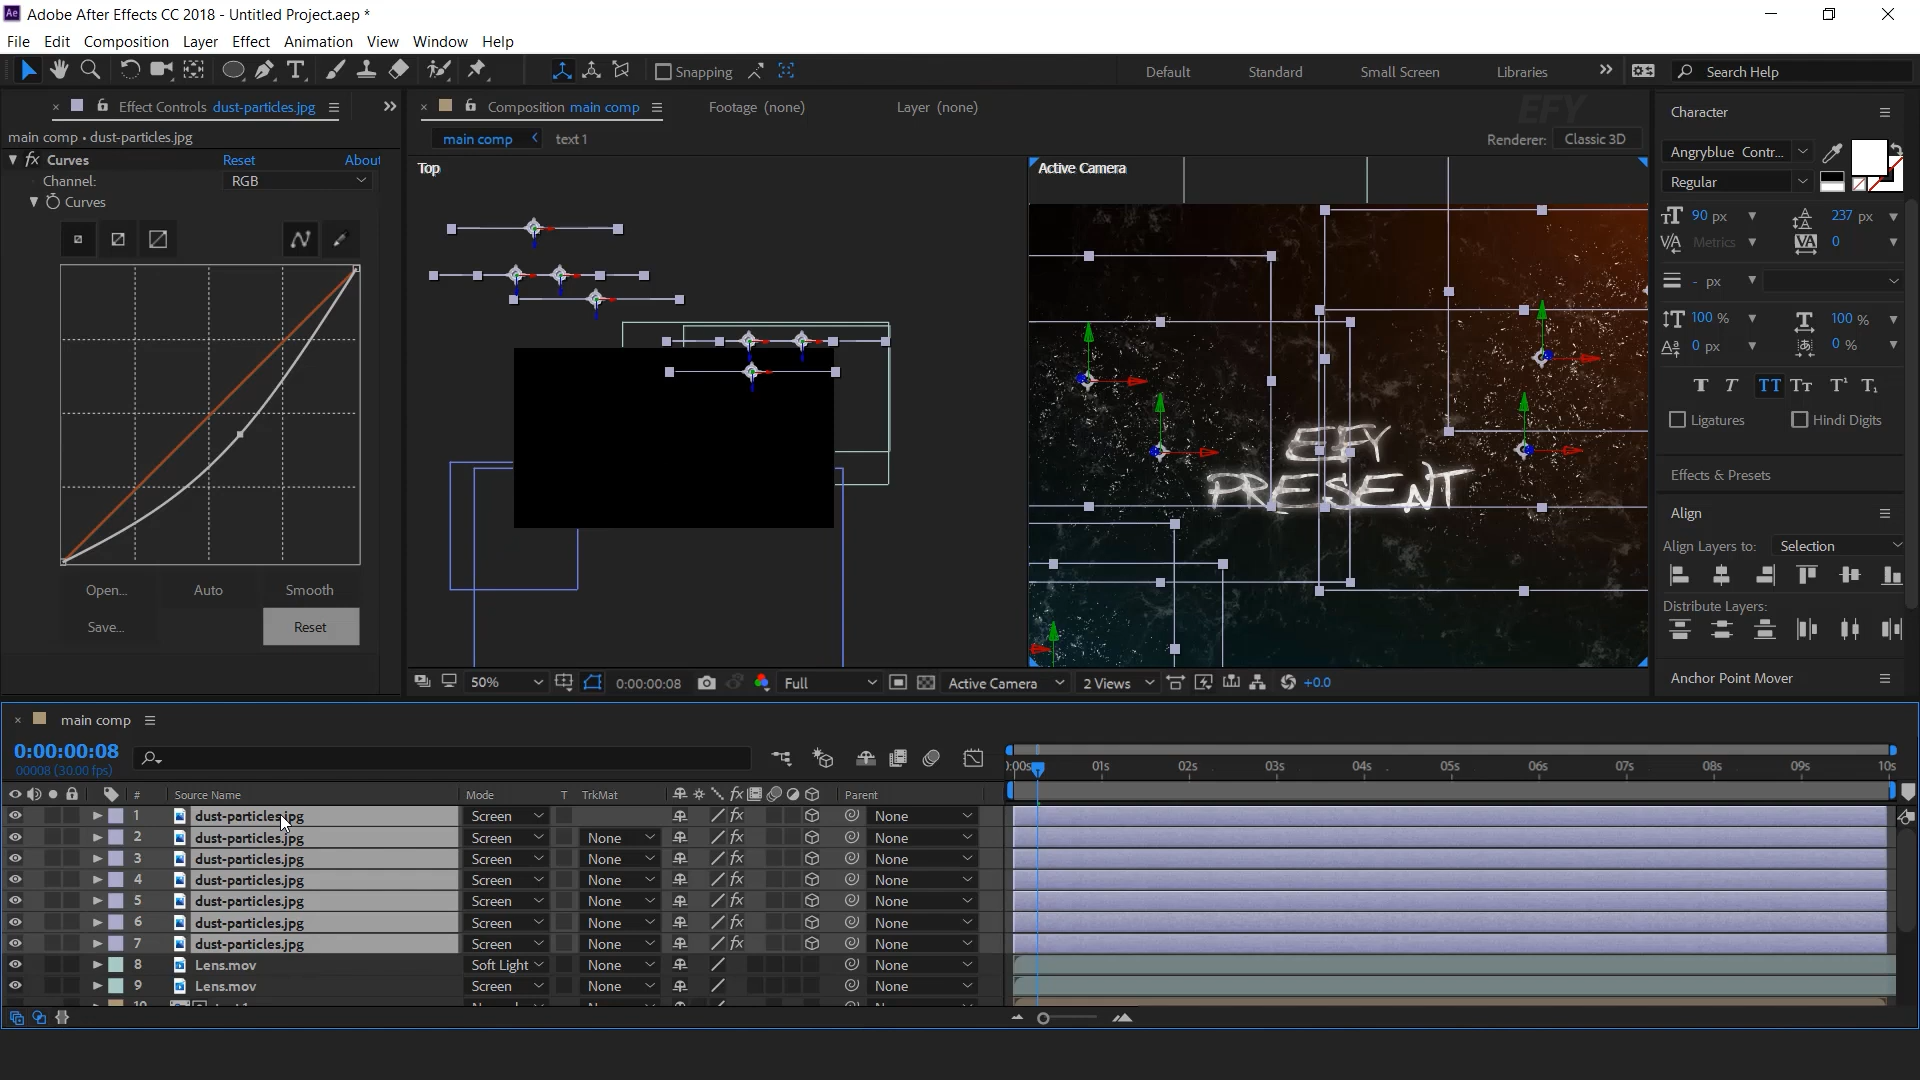 Ae Adobe After Effects CC 2018 - Untitled Project.aep *
File Edit Composition Layer Effect Animation View Window Help
Snapping
Default Standard Small Screen Libraries Search Help
Effect Controls dust-particles.jpg
Composition main comp
Footage (none)
Layer (none)
EFY
Character
main comp • dust-particles.jpg
main comp
text 1
Renderer: Classic 3D
fx Curves Reset About
Channel: RGB
Curves
Open... Auto Smooth
Save... Reset
Top
Active Camera
EFY
PRESENT
50% 0:00:00:08 Full Active Camera 2 Views +0.0
Angryblue Contr...
Regular
90 px 237 px
Metrics 0
- px
100 % 100 %
0 px 0 %
Ligatures Hindi Digits
Effects & Presets
Align
Align Layers to: Selection
Distribute Layers:
Anchor Point Mover
main comp
0:00:00:08
00008 (30.00 fps)
# Source Name Mode T TrkMat Parent
):00s 01s 02s 03s 04s 05s 06s 07s 08s 09s 10s
1 dust-particles.jpg Screen None
2 dust-particles.jpg Screen None None
3 dust-particles.jpg Screen None None
4 dust-particles.jpg Screen None None
5 dust-particles.jpg Screen None None
6 dust-particles.jpg Screen None None
7 dust-particles.jpg Screen None None
8 Lens.mov Soft Light None None
9 Lens.mov Screen None None